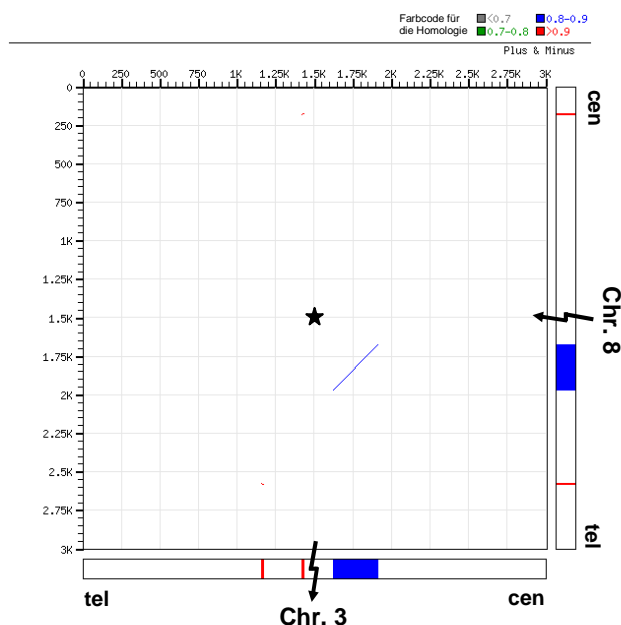 Farbcode für
die Homologie
<0.7
0.8-0.9
0.7-0.8
>0.9
Plus & Minus
0 250 500 750 1K 1.25K 1.5K 1.75K 2K 2.25K 2.5K 2.75K 3K
0
250
500
750
1K
1.25K
1.5K
1.75K
2K
2.25K
2.5K
2.75K
3K
cen
Chr. 8
tel
tel
cen
Chr. 3